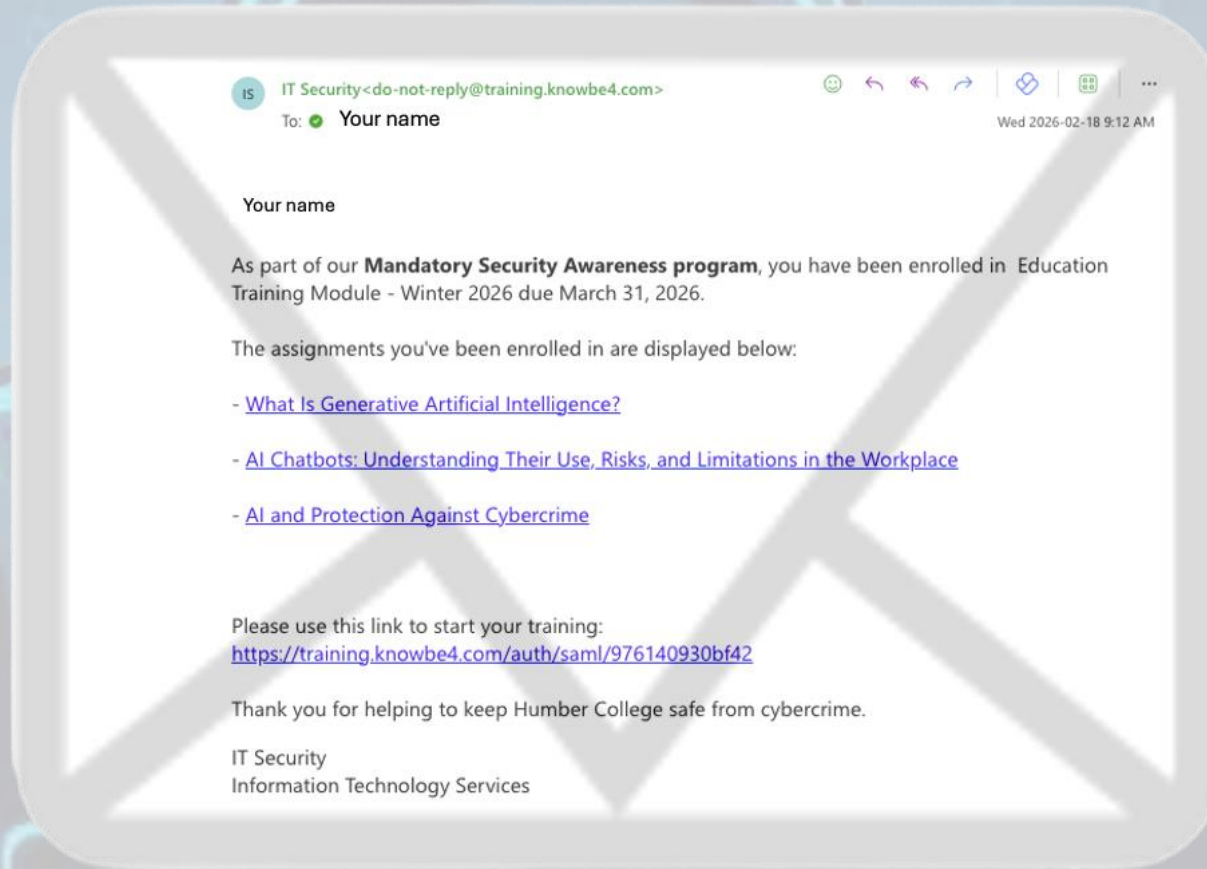 IS
IT Security<do-not-reply@training.knowbe4.com>
To: Your name
Wed 2026-02-18 9:12 AM
Your name
As part of our Mandatory Security Awareness program, you have been enrolled in Education
Training Module - Winter 2026 due March 31, 2026.
The assignments you've been enrolled in are displayed below:
- What Is Generative Artificial Intelligence?
- AI Chatbots: Understanding Their Use, Risks, and Limitations in the Workplace
- AI and Protection Against Cybercrime
Please use this link to start your training:
https://training.knowbe4.com/auth/saml/976140930bf42
Thank you for helping to keep Humber College safe from cybercrime.
IT Security
Information Technology Services